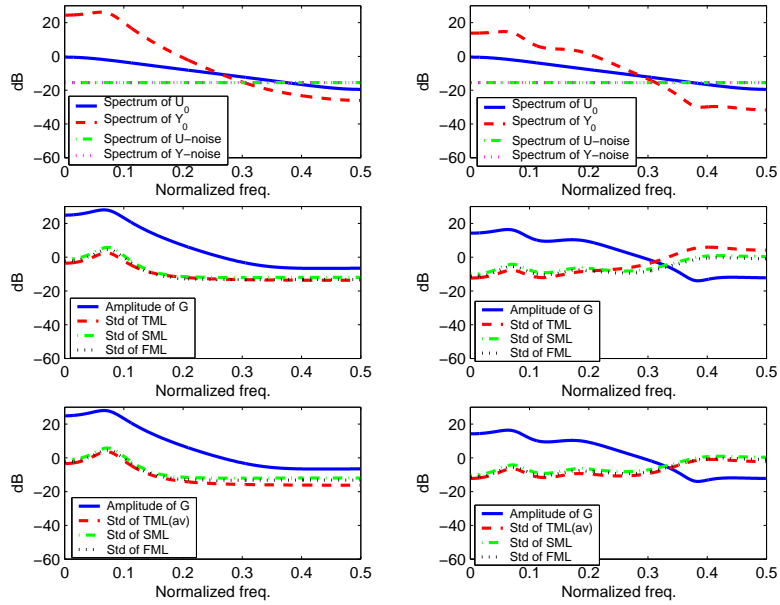 20
0
−20
−40
−60
dB
Spectrum of U0
Spectrum of Y0
Spectrum of U−noise
Spectrum of Y−noise
0 0.1 0.2 0.3 0.4 0.5
Normalized freq.
20
0
−20
−40
−60
dB
Spectrum of U0
Spectrum of Y0
Spectrum of U−noise
Spectrum of Y−noise
0 0.1 0.2 0.3 0.4 0.5
Normalized freq.
20
0
−20
−40
−60
dB
Amplitude of G
Std of TML
Std of SML
Std of FML
0 0.1 0.2 0.3 0.4 0.5
Normalized freq.
20
0
−20
−40
−60
dB
Amplitude of G
Std of TML
Std of SML
Std of FML
0 0.1 0.2 0.3 0.4 0.5
Normalized freq.
20
0
−20
−40
−60
dB
Amplitude of G
Std of TML(av)
Std of SML
Std of FML
0 0.1 0.2 0.3 0.4 0.5
Normalized freq.
20
0
−20
−40
−60
dB
Amplitude of G
Std of TML(av)
Std of SML
Std of FML
0 0.1 0.2 0.3 0.4 0.5
Normalized freq.